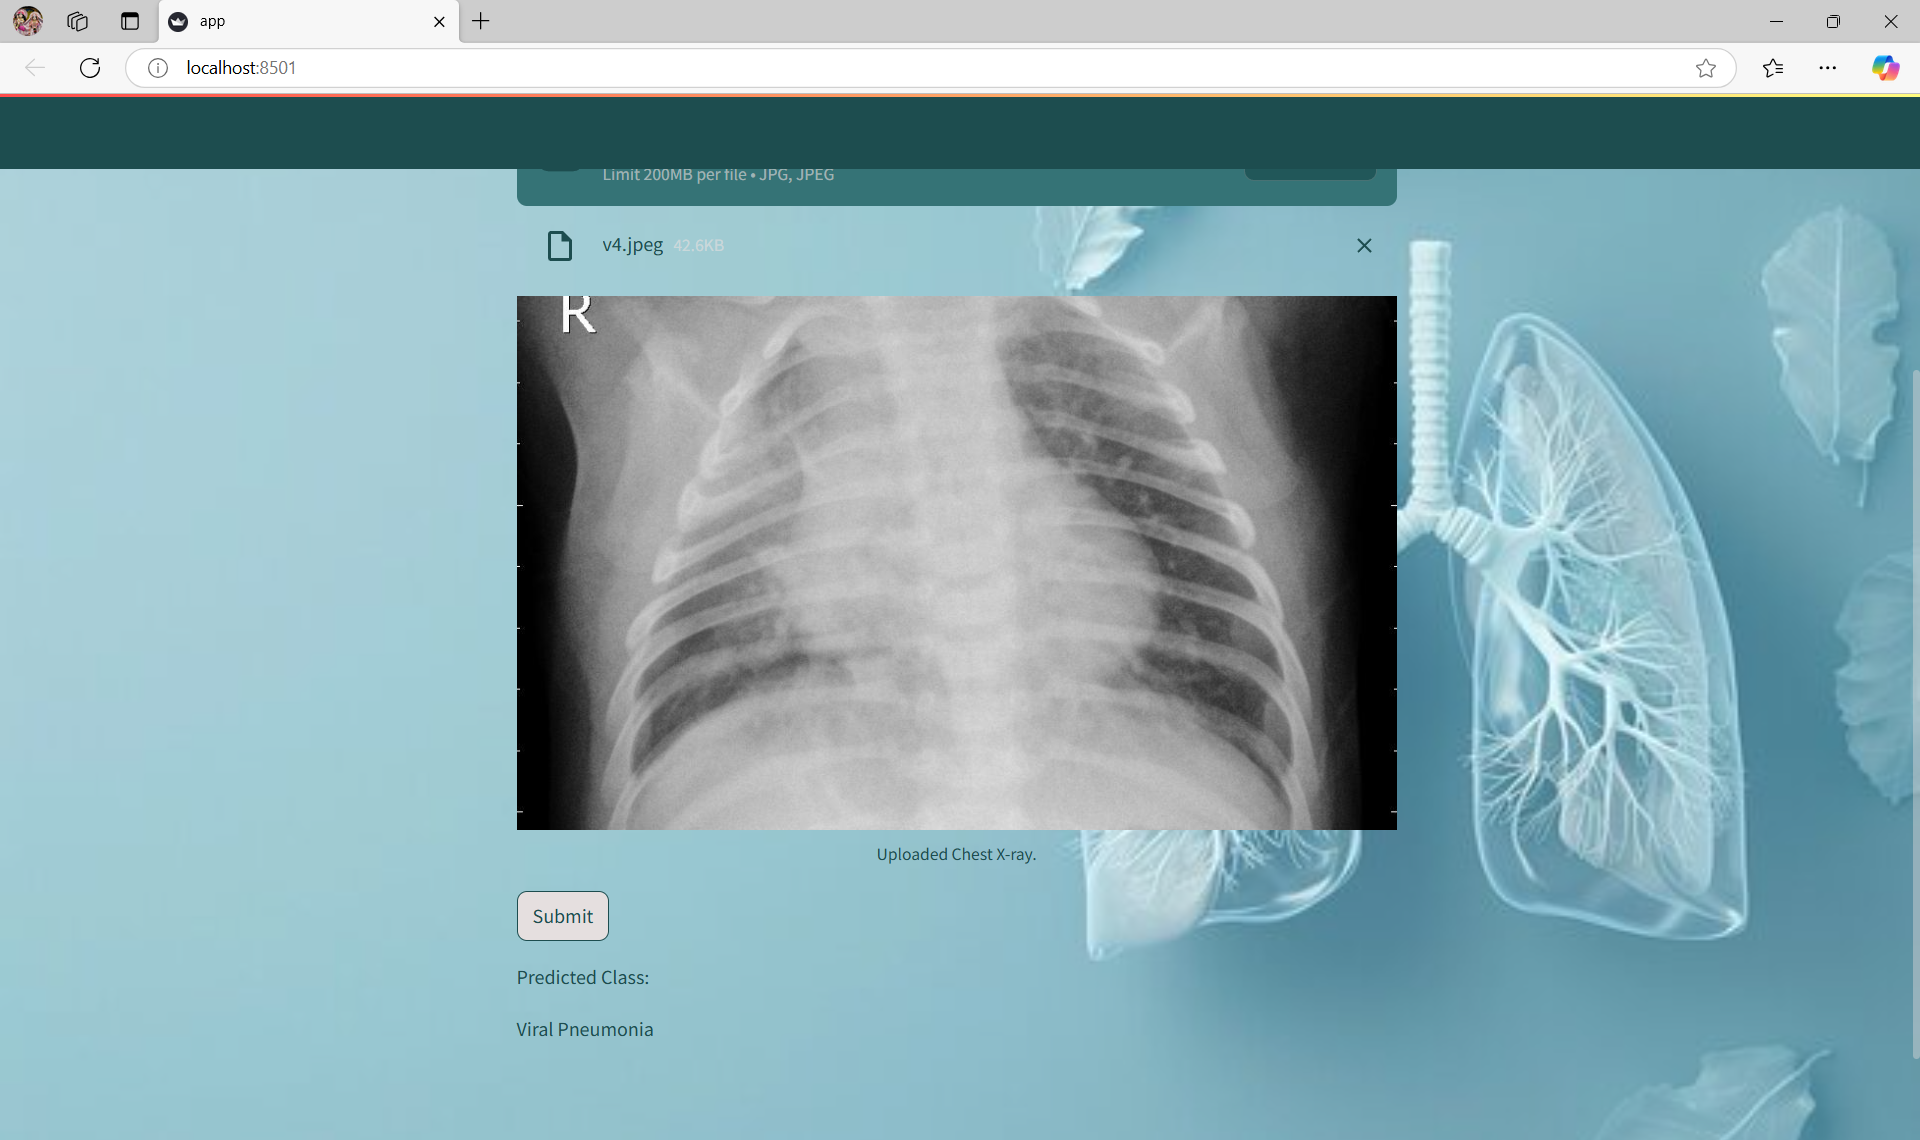 app
localhost:8501
Limit 200MB per file • JPG, JPEG
v4.jpeg 42.6KB
R
Uploaded Chest X-ray.
Submit
Predicted Class:
Viral Pneumonia